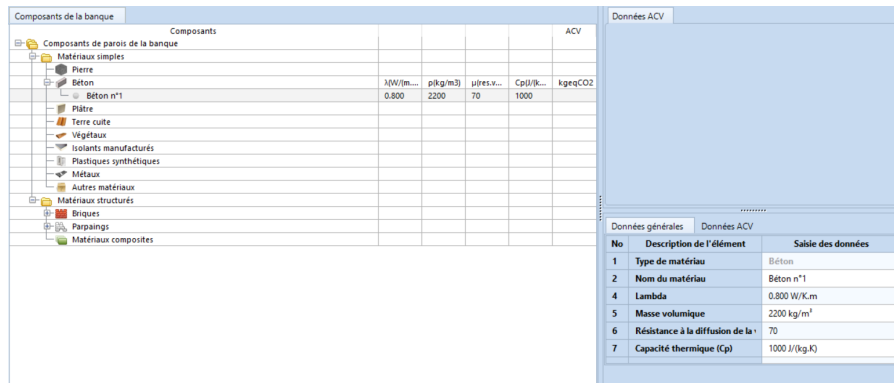 Composants de la banque
Composants ACV
Composants de parois de la banque
Matériaux simples
Pierre
Béton λ(W/(m.... ρ(kg/m3) μ(res.v... Cp(J/(k... kgeqCO2
Béton n°1 0.800 2200 70 1000
Plâtre
Terre cuite
Végétaux
Isolants manufacturés
Plastiques synthétiques
Métaux
Autres matériaux
Matériaux structurés
Briques
Parpaings
Matériaux composites
Données ACV
Données générales Données ACV
No Description de l'élément Saisie des données
1 Type de matériau Béton
2 Nom du matériau Béton n°1
4 Lambda 0.800 W/K.m
5 Masse volumique 2200 kg/m³
6 Résistance à la diffusion de la 70
7 Capacité thermique (Cp) 1000 J/(kg.K)